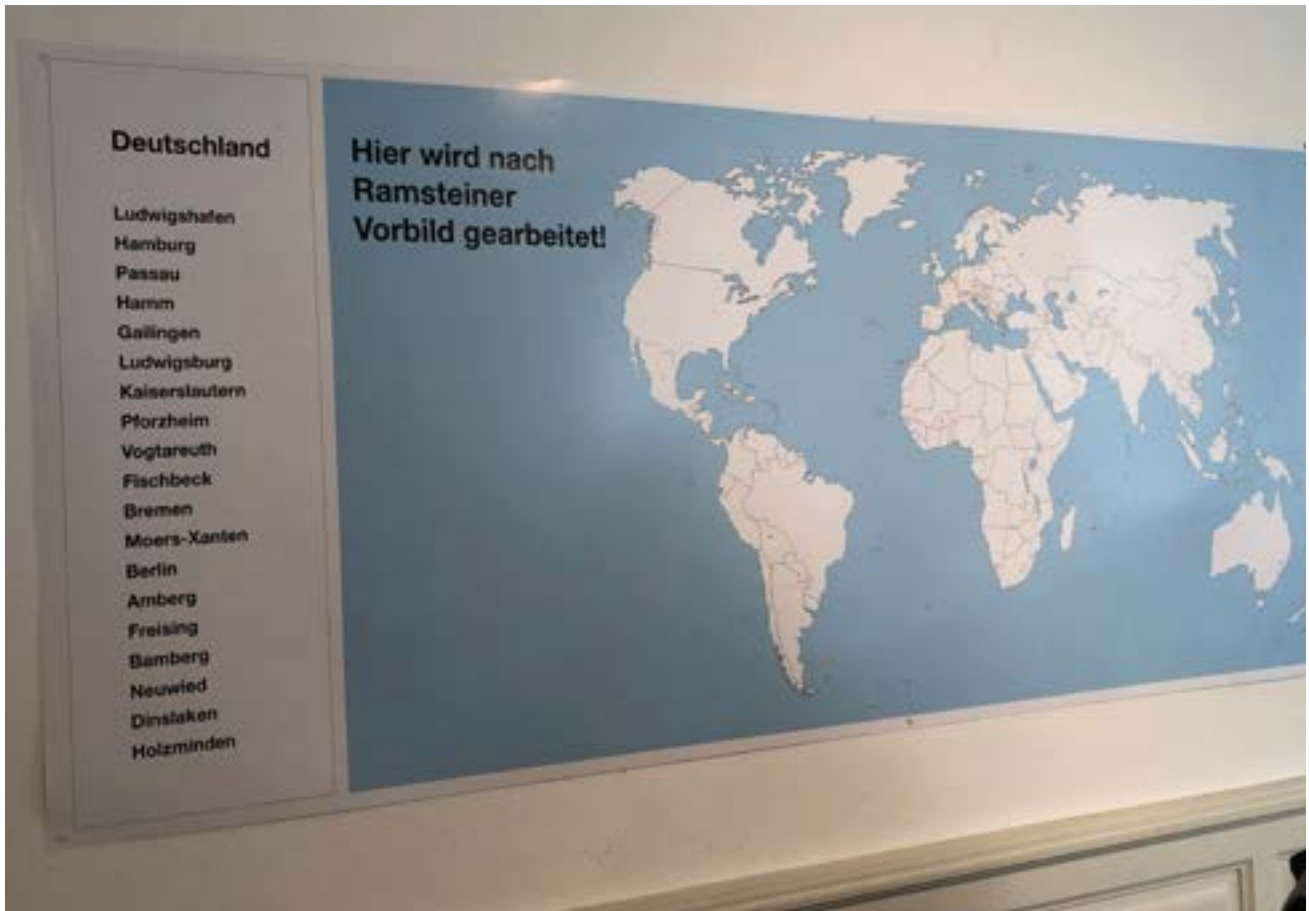 Deutschland
Ludwigshafen
Hamburg
Passau
Hamm
Gailingen
Ludwigsburg
Kaiserslautern
Pforzheim
Vogtareuth
Fischbeck
Bremen
Moers-Xanten
Berlin
Amberg
Freising
Bamberg
Neuwied
Dinslaken
Holzminden
Hier wird nach
Ramsteiner
Vorbild gearbeitet!